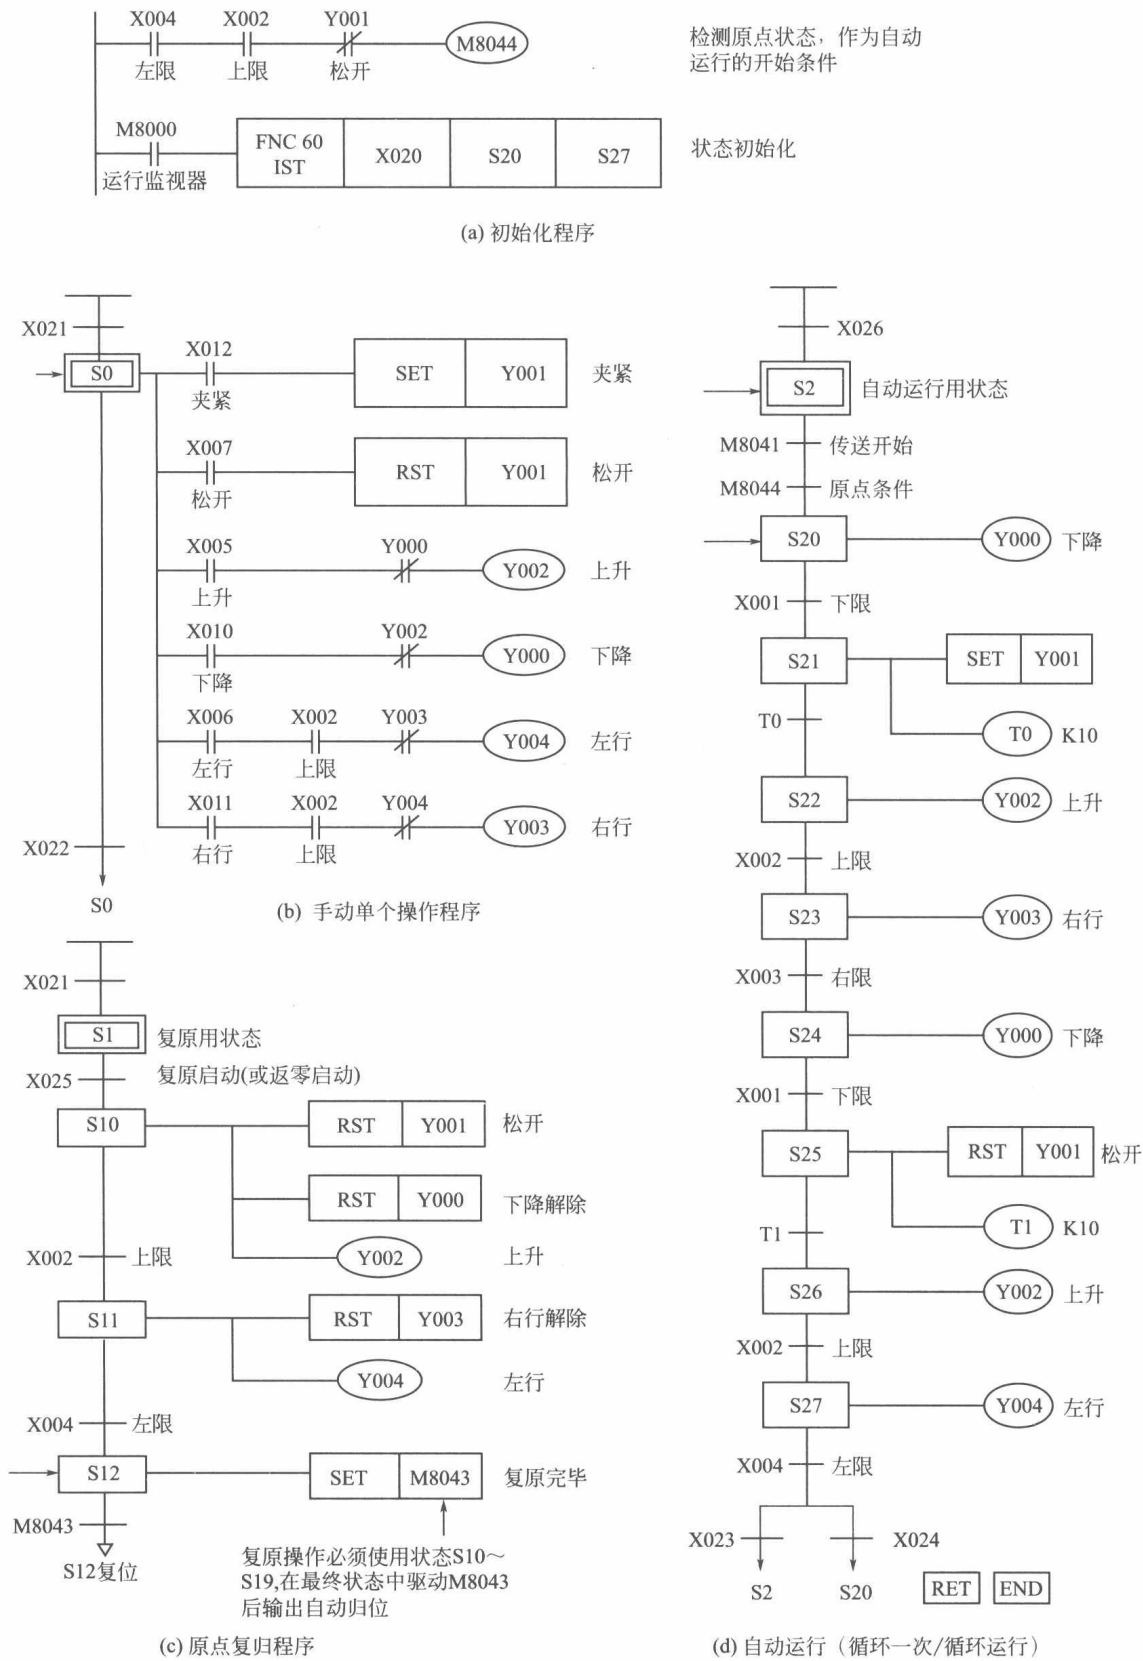 X004 X002 Y001
M8044
左限 上限 松开
检测原点状态，作为自动
运行的开始条件
M8000
FNC 60
IST
X020 S20 S27
状态初始化
运行监视器
(a) 初始化程序
X021
S0
X012
夹紧
SET Y001
夹紧
X007
松开
RST Y001
松开
X005 Y000
上升
Y002
上升
X010 Y002
下降
Y000
下降
X006 X002 Y003
左行 上限
Y004
左行
X011 X002 Y004
右行 上限
Y003
右行
X022
S0
(b) 手动单个操作程序
X021
S1
复原用状态
X025
复原启动(或返零启动)
S10
RST Y001
松开
RST Y000
下降解除
Y002
上升
X002 上限
S11
RST Y003
右行解除
Y004
左行
X004 左限
S12
SET M8043
复原完毕
M8043
S12复位
复原操作必须使用状态S10～
S19,在最终状态中驱动M8043
后输出自动归位
(c) 原点复归程序
X026
S2
自动运行用状态
M8041 传送开始
M8044 原点条件
S20
Y000
下降
X001 下限
S21
SET Y001
T0
T0
K10
S22
Y002
上升
X002 上限
S23
Y003
右行
X003 右限
S24
Y000
下降
X001 下限
S25
RST Y001
松开
T1
T1
K10
S26
Y002
上升
X002 上限
S27
Y004
左行
X004 左限
X023 X024
S2 S20
RET END
(d) 自动运行（循环一次/循环运行）